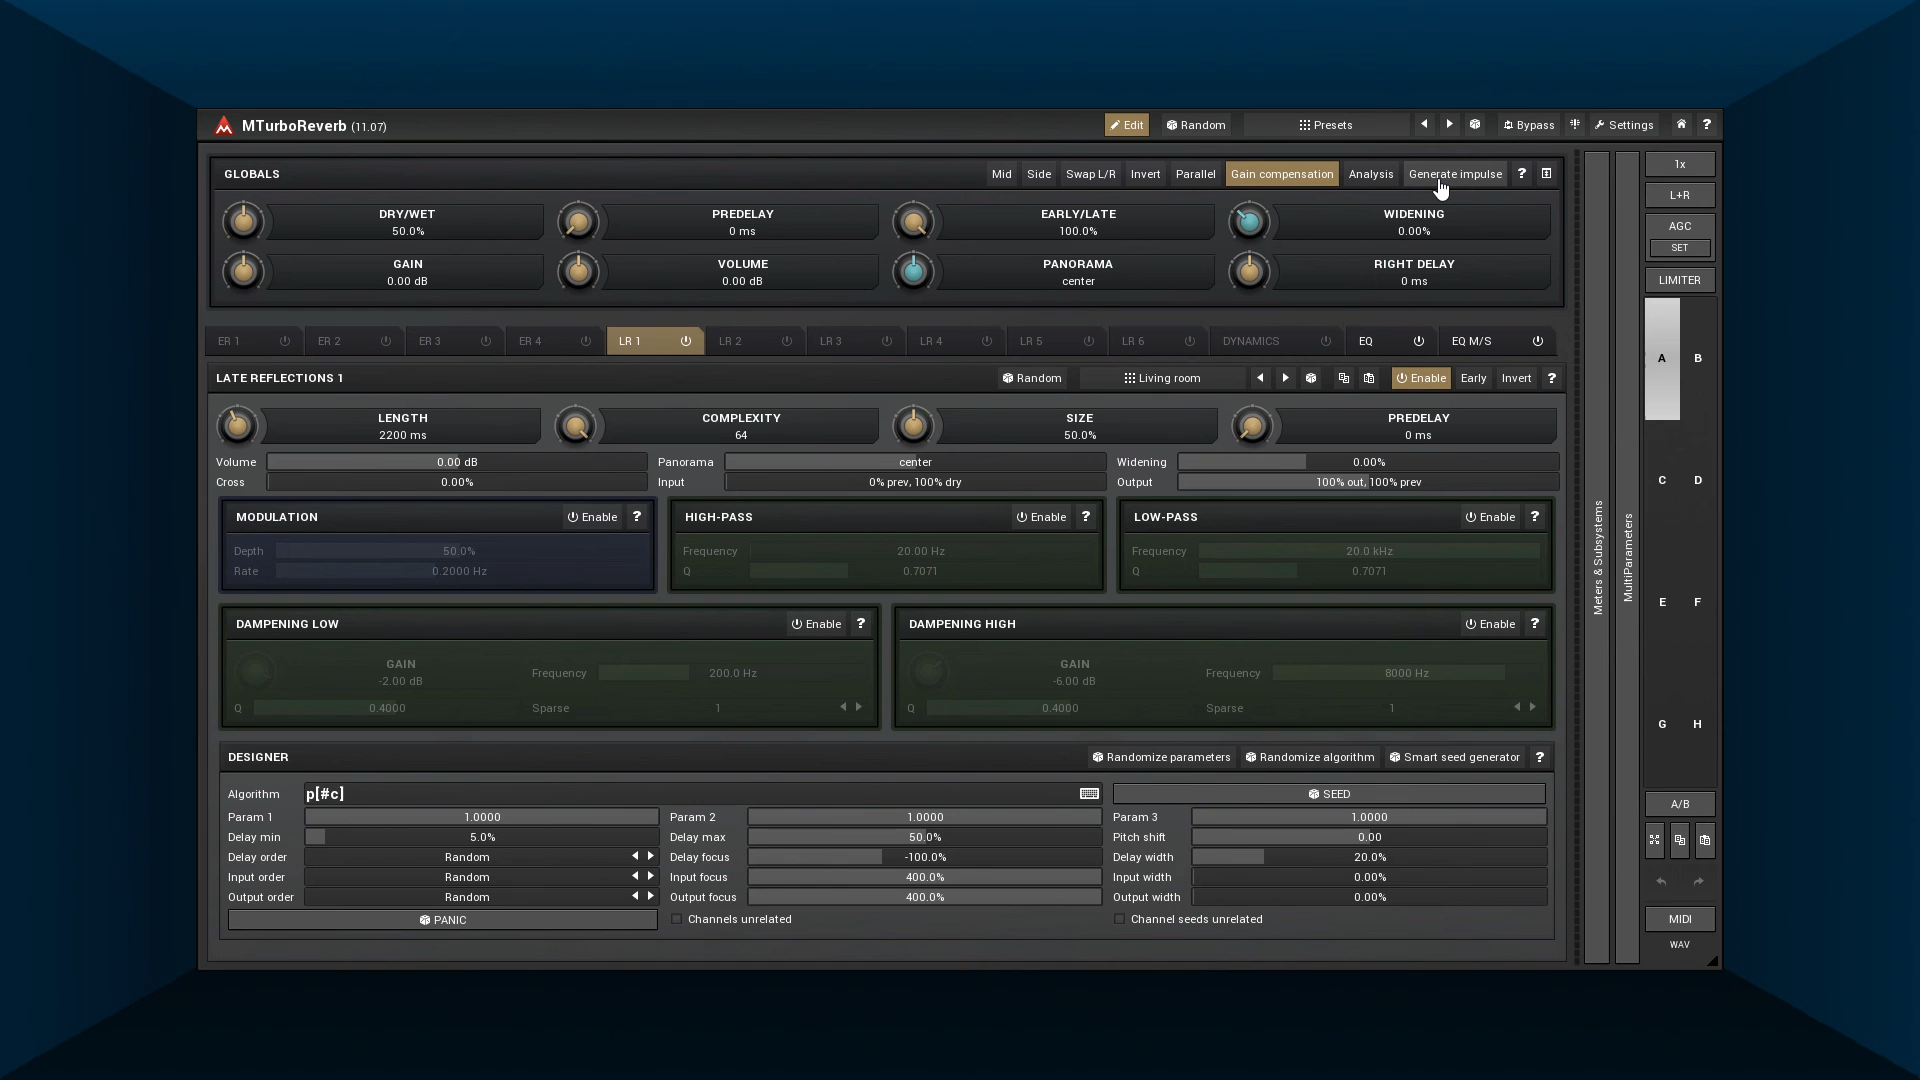 MTurboReverb (11.07) Edit Random Presets Bypass Settings ?
GLOBALS Mid Side Swap L/R Invert Parallel Gain compensation Analysis Generate impulse ?
DRY/WET PREDELAY EARLY/LATE WIDENING
50.0% 0 ms 100.0% 0.00%
GAIN VOLUME PANORAMA RIGHT DELAY
0.00 dB 0.00 dB center 0 ms
ER 1 ER 2 ER 3 ER 4 LR 1 LR 2 LR 3 LR 4 LR 5 LR 6 DYNAMICS EQ EQ M/S
LATE REFLECTIONS 1 Random Living room Enable Early Invert ?
LENGTH COMPLEXITY SIZE PREDELAY
2200 ms 64 50.0% 0 ms
Volume 0.00 dB Panorama center Widening 0.00%
Cross 0.00% Input 0% prev, 100% dry Output 100% out, 100% prev
MODULATION Enable ? HIGH-PASS Enable ? LOW-PASS Enable ?
Depth 50.0% Frequency 20.00 Hz Frequency 20.0 kHz
Rate 0.2000 Hz Q 0.7071 Q 0.7071
DAMPENING LOW Enable ? DAMPENING HIGH Enable ?
GAIN GAIN
-2.00 dB Frequency 200.0 Hz -6.00 dB Frequency 8000 Hz
Q 0.4000 Sparse 1 Q 0.4000 Sparse 1
DESIGNER Randomize parameters Randomize algorithm Smart seed generator ?
Algorithm p[#c] SEED
Param 1 1.0000 Param 2 1.0000 Param 3 1.0000
Delay min 5.0% Delay max 50.0% Pitch shift 0.00
Delay order Random Delay focus -100.0% Delay width 20.0%
Input order Random Input focus 400.0% Input width 0.00%
Output order Random Output focus 400.0% Output width 0.00%
PANIC Channels unrelated Channel seeds unrelated
Meters & Subsystems
MultiParameters
1x
L+R
AGC
SET
LIMITER
A B
C D
E F
G H
A/B
MIDI
WAV